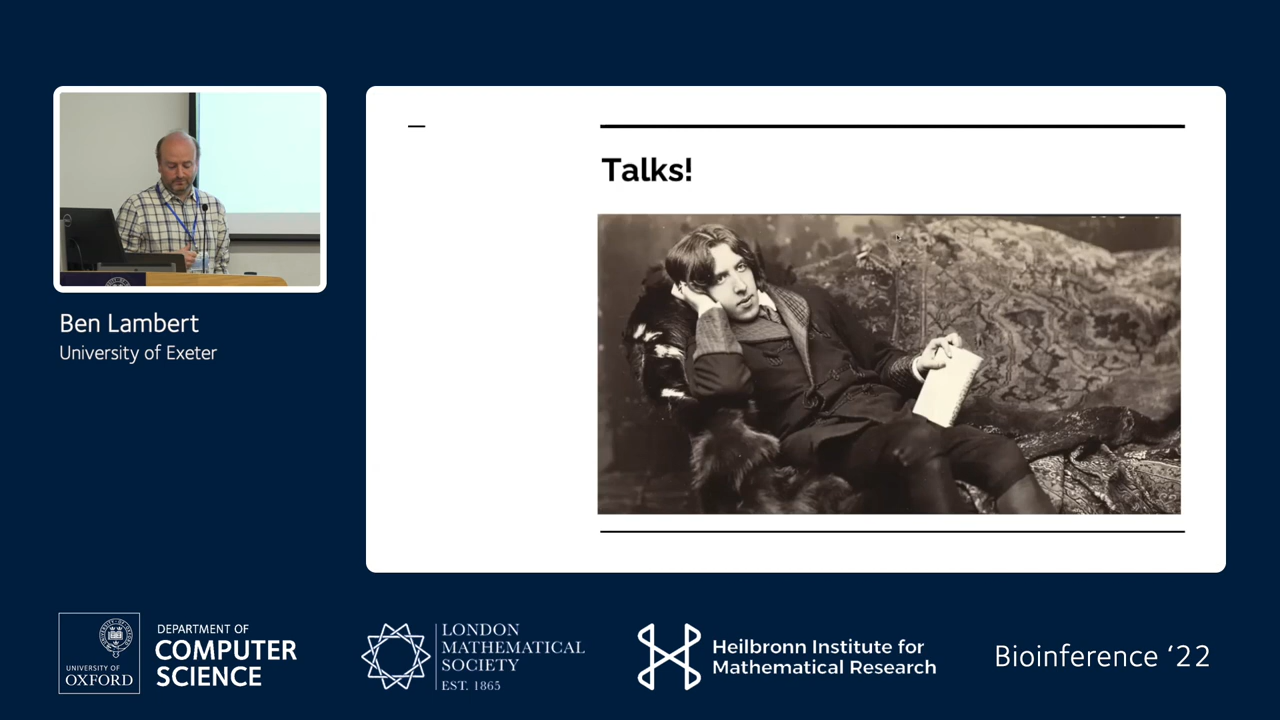 Talks!
Ben Lambert
University of Exeter
UNIVERSITY OF
OXFORD
DEPARTMENT OF
COMPUTER
SCIENCE
LONDON
MATHEMATICAL
SOCIETY
EST. 1865
Heilbronn Institute for
Mathematical Research
Bioinference ‘22